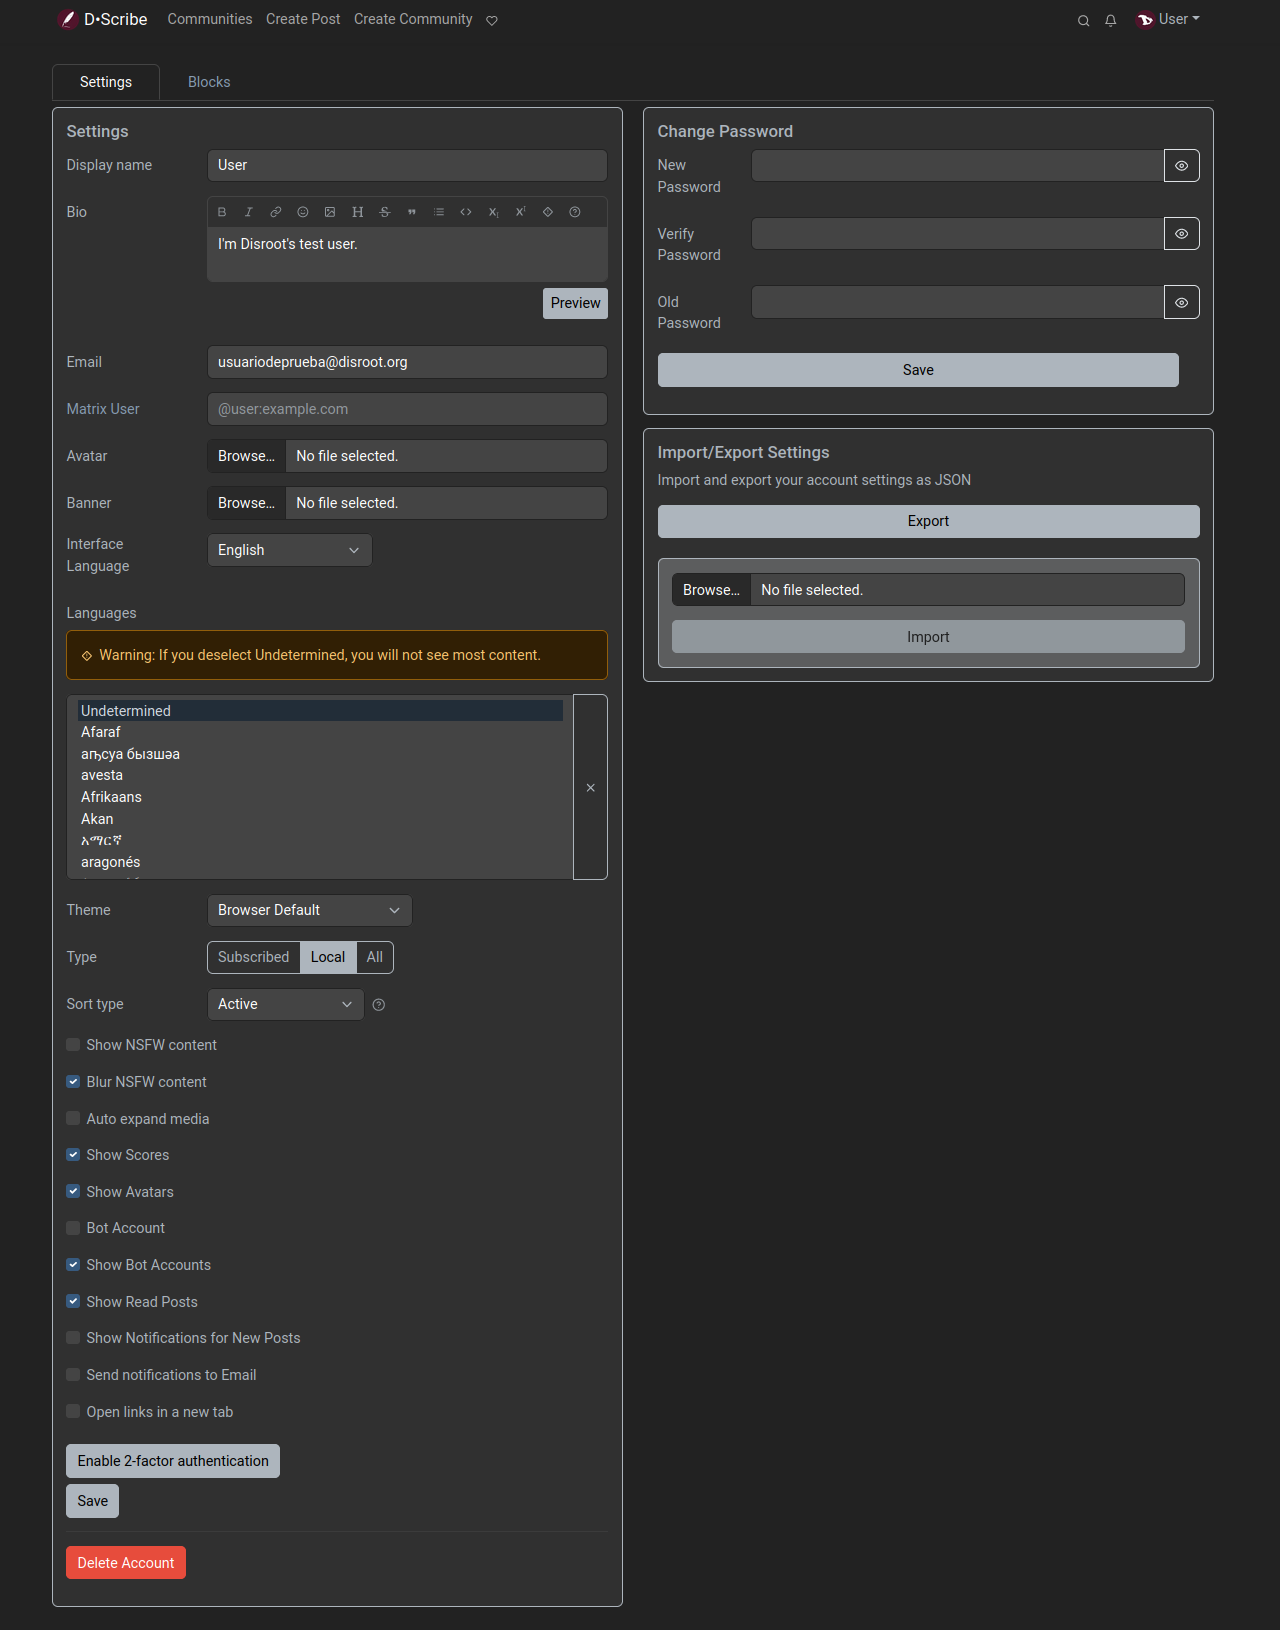 D•Scribe Communities Create Post Create Community User
Settings Blocks
Settings
Display name User
Bio
I'm Disroot's test user.
Preview
Email usuariodeprueba@disroot.org
Matrix User @user:example.com
Avatar Browse... No file selected.
Banner Browse... No file selected.
Interface Language English
Languages
Warning: If you deselect Undetermined, you will not see most content.
Undetermined
Afaraf
аҧсуа бызшәа
avesta
Afrikaans
Akan
አማርኛ
aragonés
Theme Browser Default
Type Subscribed Local All
Sort type Active
Show NSFW content
Blur NSFW content
Auto expand media
Show Scores
Show Avatars
Bot Account
Show Bot Accounts
Show Read Posts
Show Notifications for New Posts
Send notifications to Email
Open links in a new tab
Enable 2-factor authentication
Save
Delete Account
Change Password
New Password
Verify Password
Old Password
Save
Import/Export Settings
Import and export your account settings as JSON
Export
Browse... No file selected.
Import